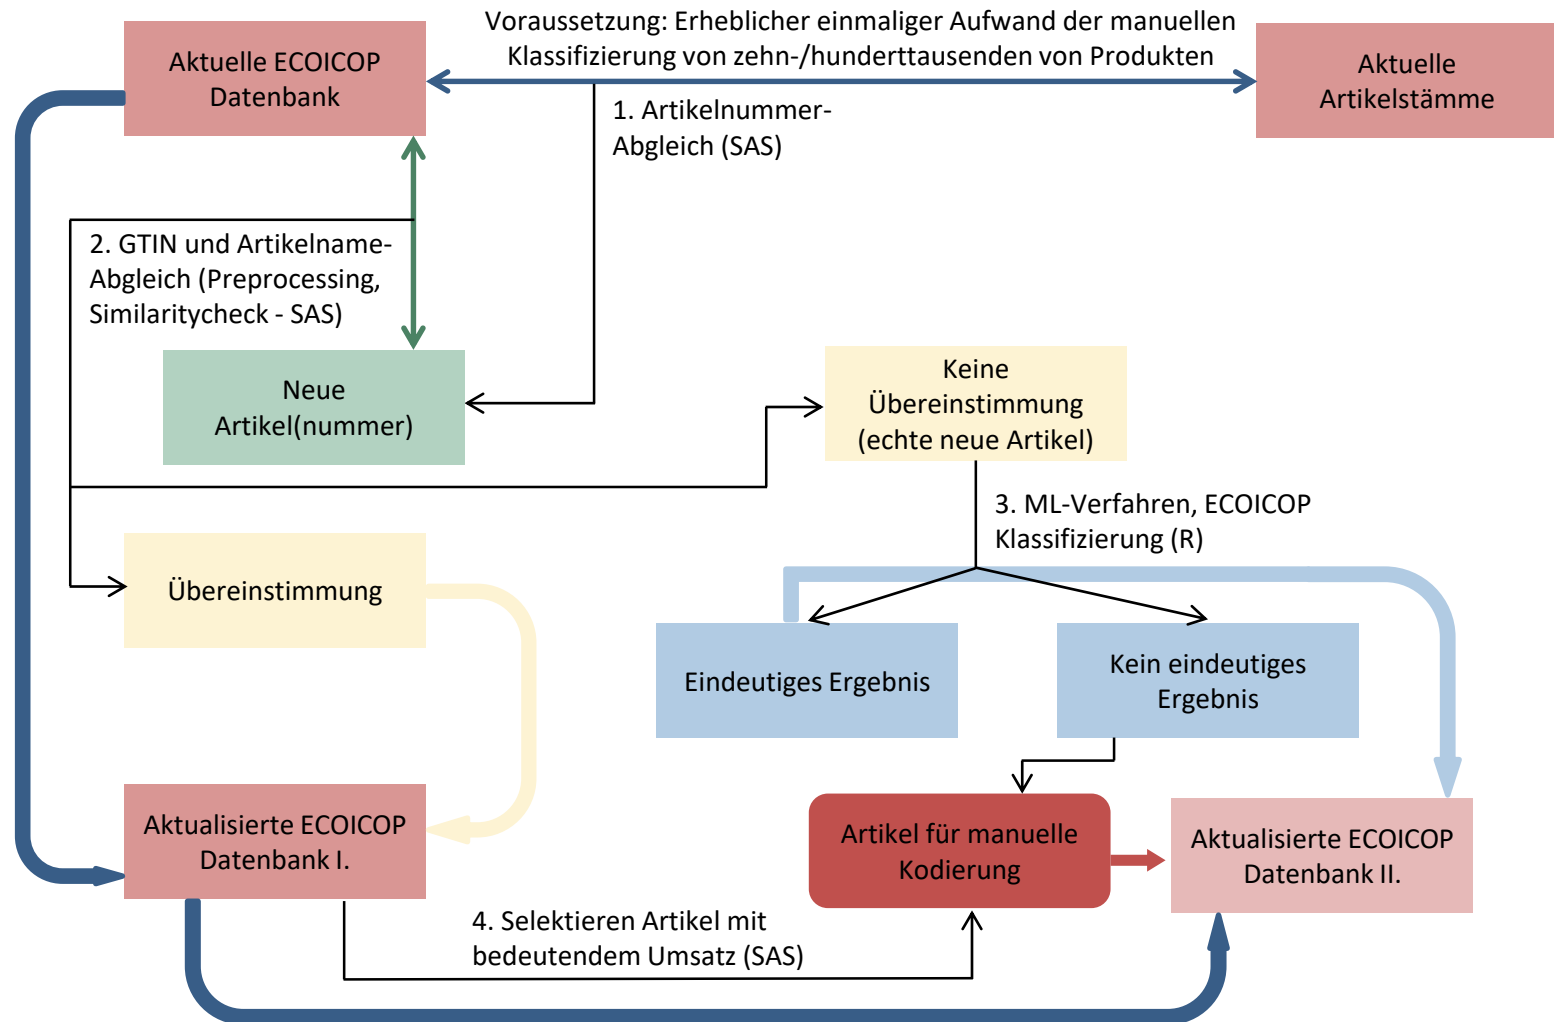 Voraussetzung: Erheblicher einmaliger Aufwand der manuellen
Klassifizierung von zehn-/hunderttausenden von Produkten
Aktuelle ECOICOP
Datenbank
Aktuelle
Artikelstämme
1. Artikelnummer-
Abgleich (SAS)
2. GTIN und Artikelname-
Abgleich (Preprocessing,
Similaritycheck - SAS)
Neue
Artikel(nummer)
Keine
Übereinstimmung
(echte neue Artikel)
3. ML-Verfahren, ECOICOP
Klassifizierung (R)
Übereinstimmung
Eindeutiges Ergebnis
Kein eindeutiges
Ergebnis
Aktualisierte ECOICOP
Datenbank I.
Artikel für manuelle
Kodierung
Aktualisierte ECOICOP
Datenbank II.
4. Selektieren Artikel mit
bedeutendem Umsatz (SAS)